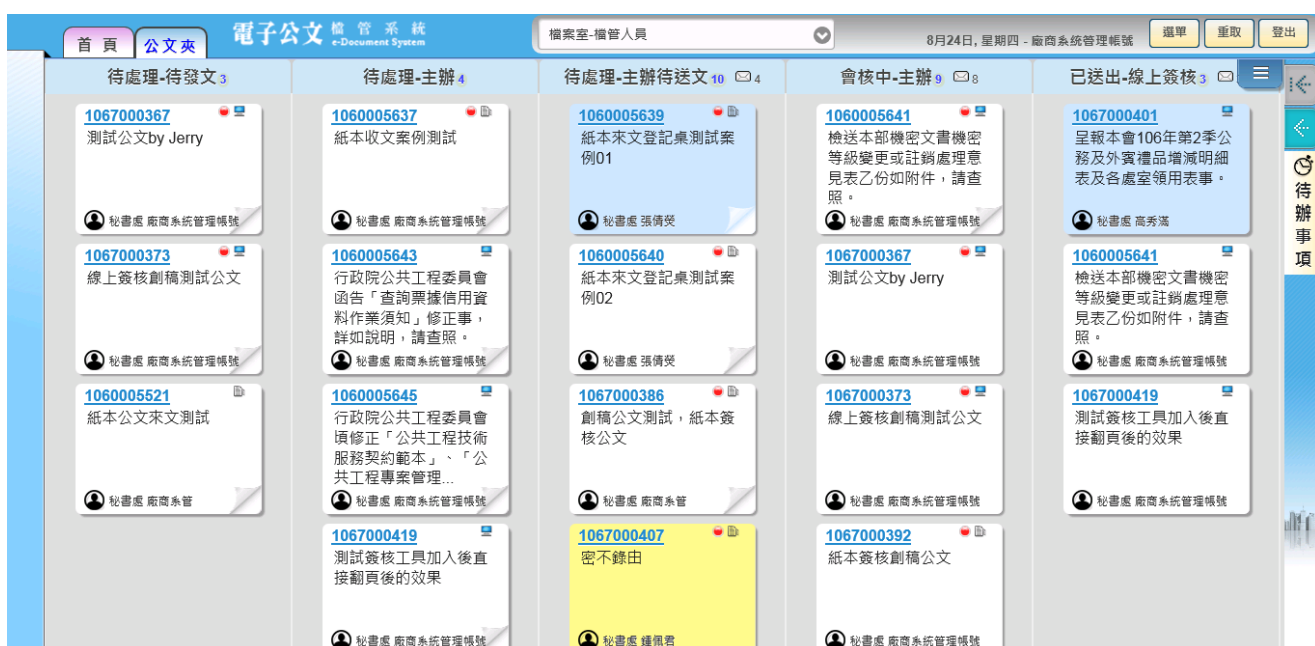 首 頁
公文夾
電子公文 檔 管 系 統
e-Document System
檔案室-檔管人員
8月24日, 星期四 - 廠商系統管理帳號
選單
重取
登出
待處理-待發文 3
待處理-主辦 4
待處理-主辦待送文 10 4
會核中-主辦 9 8
已送出-線上簽核 3
待辦事項
1067000367
測試公文by Jerry
秘書處 廠商系統管理帳號
1067000373
線上簽核創稿測試公文
秘書處 廠商系統管理帳號
1060005521
紙本公文來文測試
秘書處 廠商系管
1060005637
紙本收文案例測試
秘書處 廠商系統管理帳號
1060005643
行政院公共工程委員會
函告「查詢票據信用資
料作業須知」修正事，
詳如說明，請查照。
秘書處 廠商系統管理帳號
1060005645
行政院公共工程委員會
頃修正「公共工程技術
服務契約範本」、「公
共工程專案管理...
秘書處 廠商系統管理帳號
1067000419
測試簽核工具加入後直
接翻頁後的效果
秘書處 廠商系統管理帳號
1060005639
紙本來文登記桌測試案
例01
秘書處 張倩熒
1060005640
紙本來文登記桌測試案
例02
秘書處 張倩熒
1067000386
創稿公文測試，紙本簽
核公文
秘書處 廠商系管
1067000407
密不錄由
秘書處 鍾佩君
1060005641
檢送本部機密文書機密
等級變更或註銷處理意
見表乙份如附件，請查
照。
秘書處 廠商系統管理帳號
1067000367
測試公文by Jerry
秘書處 廠商系統管理帳號
1067000373
線上簽核創稿測試公文
秘書處 廠商系統管理帳號
1067000392
紙本簽核創稿公文
秘書處 廠商系統管理帳號
1067000401
呈報本會106年第2季公
務及外賓禮品增減明細
表及各處室領用表事。
秘書處 高秀滿
1060005641
檢送本部機密文書機密
等級變更或註銷處理意
見表乙份如附件，請查
照。
秘書處 廠商系統管理帳號
1067000419
測試簽核工具加入後直
接翻頁後的效果
秘書處 廠商系統管理帳號